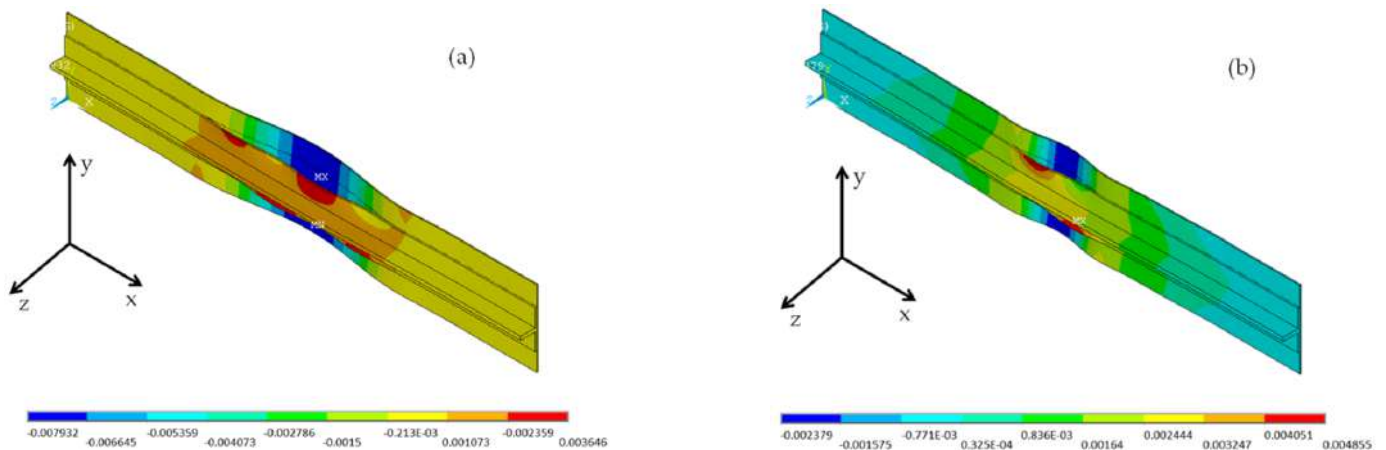 (a)
X
MX
MN
y
x
z
-0.007932 -0.005359 -0.002786 -0.213E-03 -0.002359
-0.006645 -0.004073 -0.0015 0.001073 0.003646
(b)
X
MX
y
x
z
-0.002379 -0.771E-03 0.836E-03 0.002444 0.004051
-0.001575 0.325E-04 0.00164 0.003247 0.004855